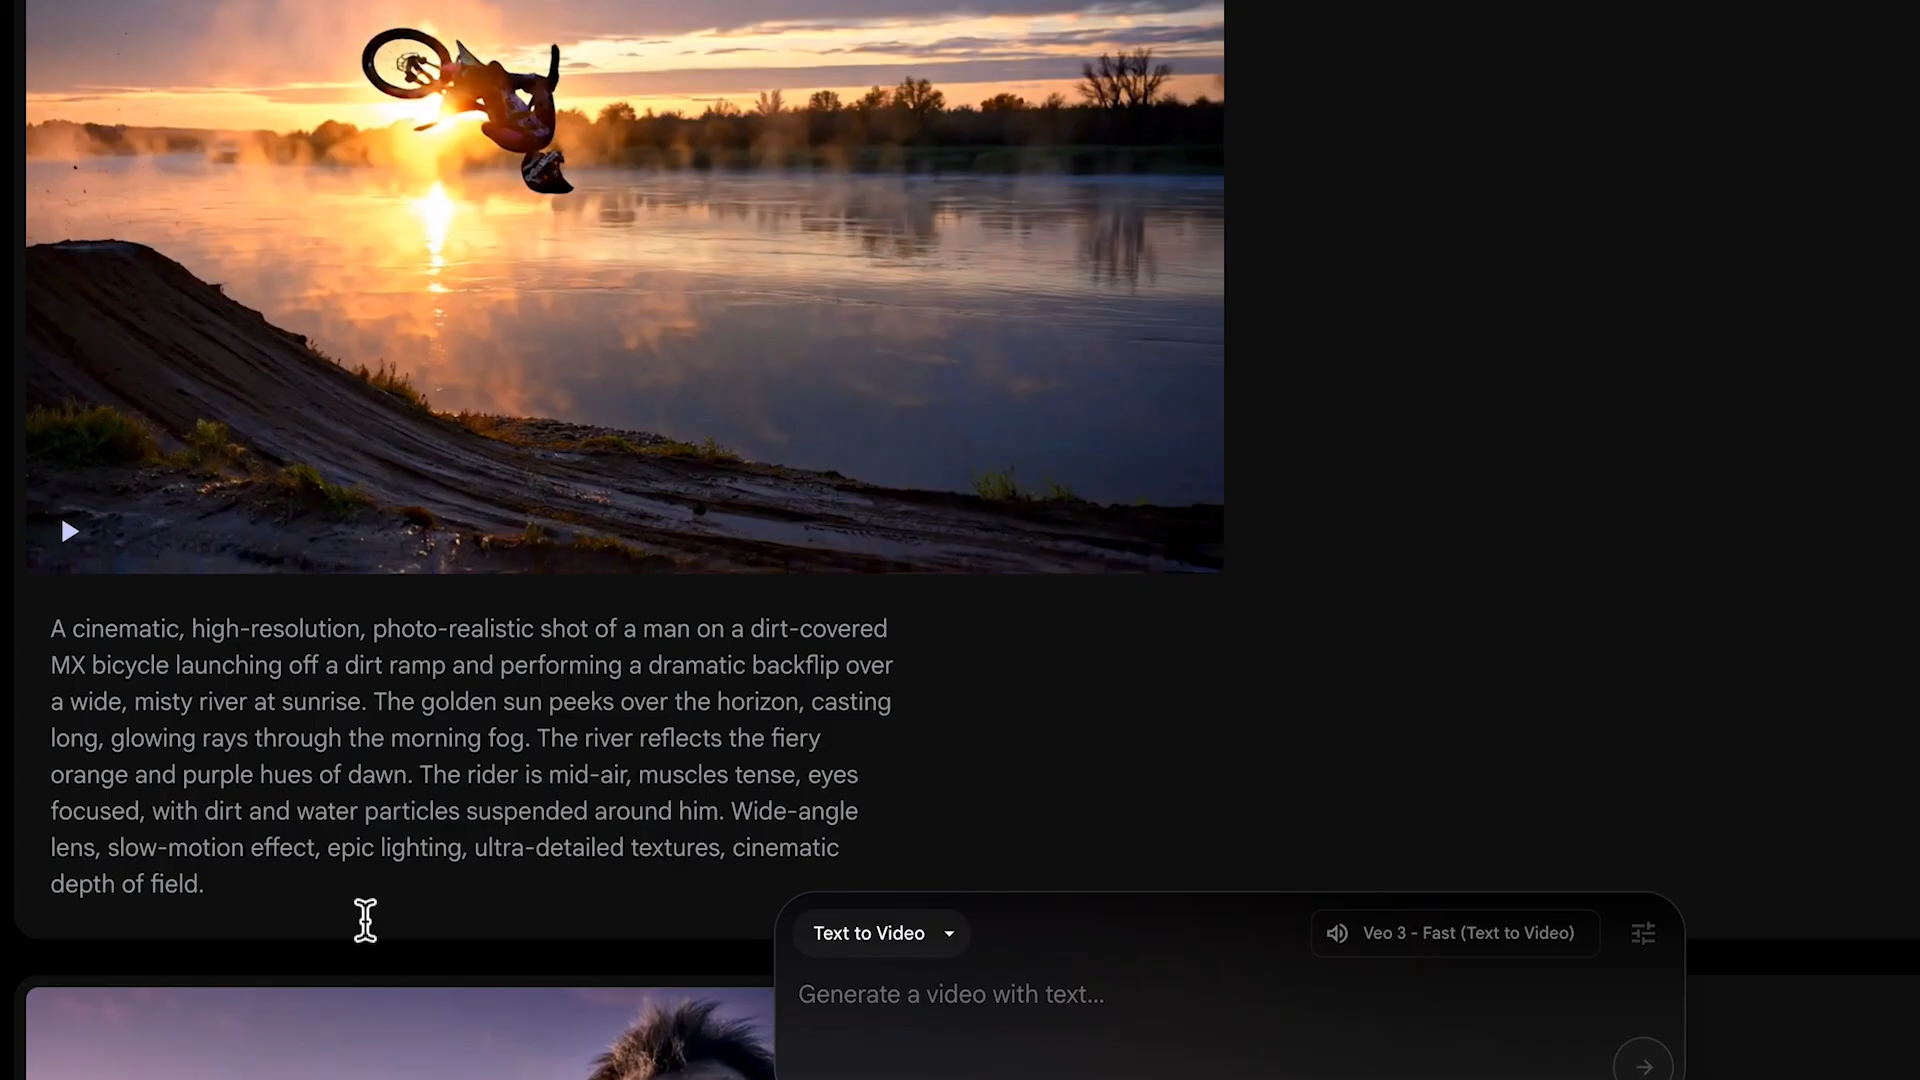 A cinematic, high-resolution, photo-realistic shot of a man on a dirt-covered
MX bicycle launching off a dirt ramp and performing a dramatic backflip over
a wide, misty river at sunrise. The golden sun peeks over the horizon, casting
long, glowing rays through the morning fog. The river reflects the fiery
orange and purple hues of dawn. The rider is mid-air, muscles tense, eyes
focused, with dirt and water particles suspended around him. Wide-angle
lens, slow-motion effect, epic lighting, ultra-detailed textures, cinematic
depth of field.
Text to Video
Veo 3 - Fast (Text to Video)
Generate a video with text...